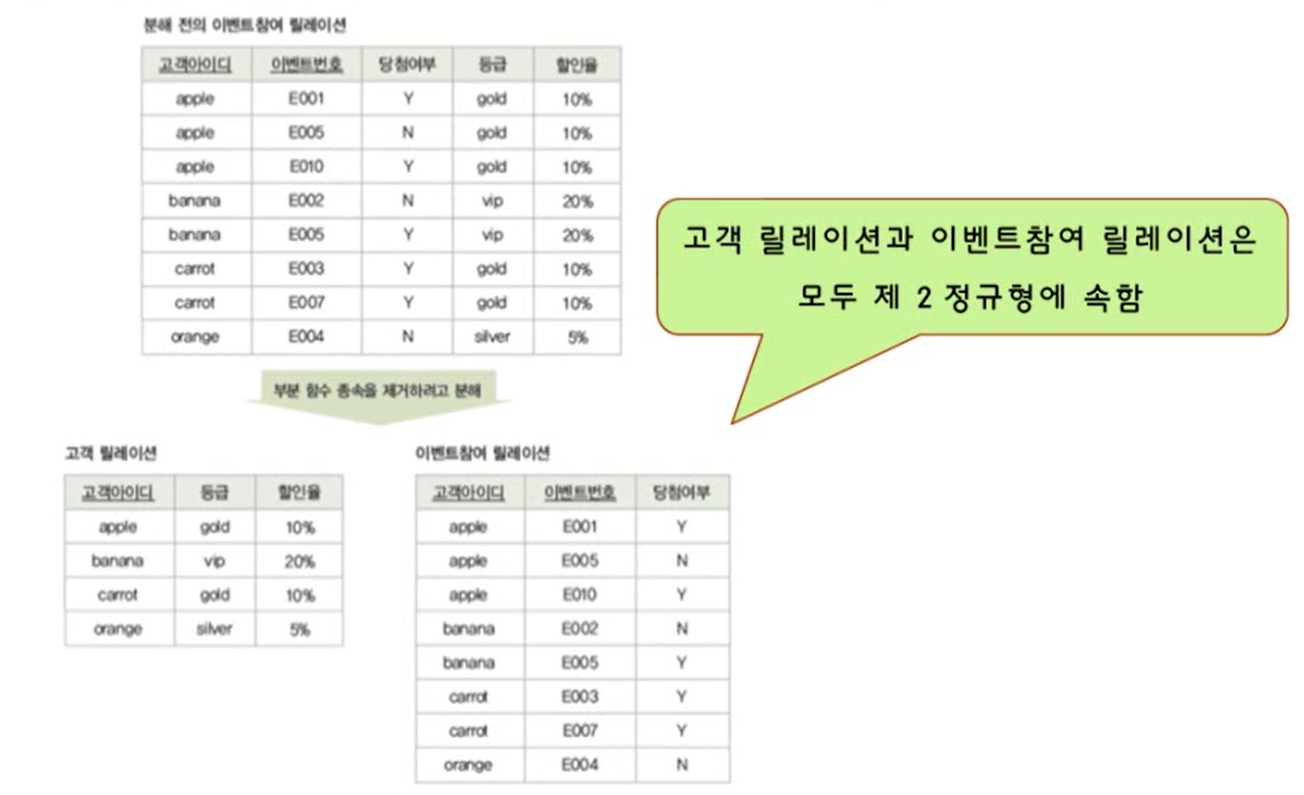 분해 전의 이벤트참여 릴레이션
고객아이디 이벤트번호 당첨여부 등급 할인율
apple E001 Y gold 10%
apple E005 N gold 10%
apple E010 Y gold 10%
banana E002 N vip 20%
banana E005 Y vip 20%
carrot E003 Y gold 10%
carrot E007 Y gold 10%
orange E004 N silver 5%
고객 릴레이션과 이벤트참여 릴레이션은
모두 제 2 정규형에 속함
부분 함수 종속을 제거하려고 분해
고객 릴레이션
고객아이디 등급 할인율
apple gold 10%
banana vip 20%
carrot gold 10%
orange silver 5%
이벤트참여 릴레이션
고객아이디 이벤트번호 당첨여부
apple E001 Y
apple E005 N
apple E010 Y
banana E002 N
banana E005 Y
carrot E003 Y
carrot E007 Y
orange E004 N